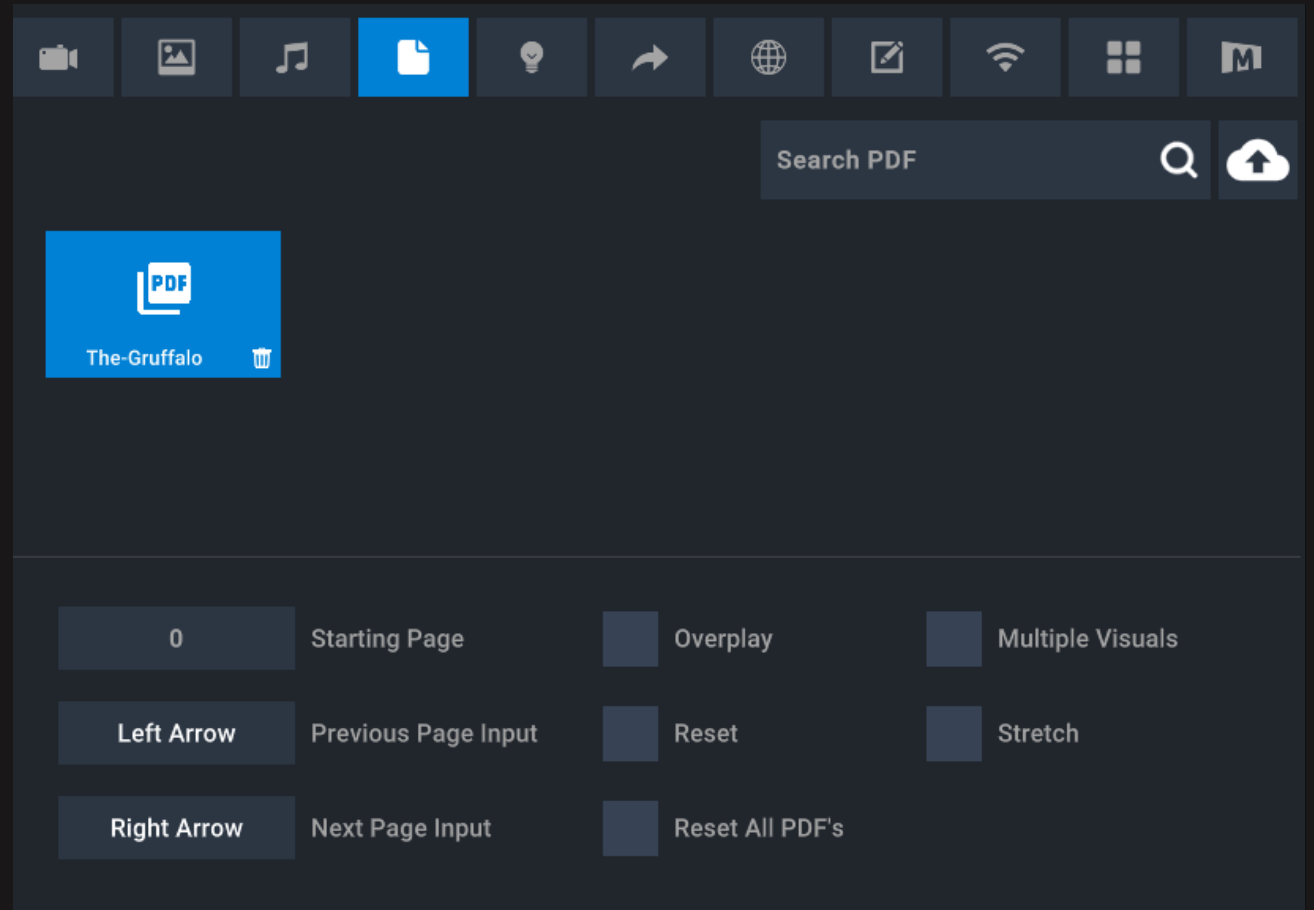 M
Search PDF
PDF
The-Gruffalo
0 Starting Page Overplay Multiple Visuals
Left Arrow Previous Page Input Reset Stretch
Right Arrow Next Page Input Reset All PDF's